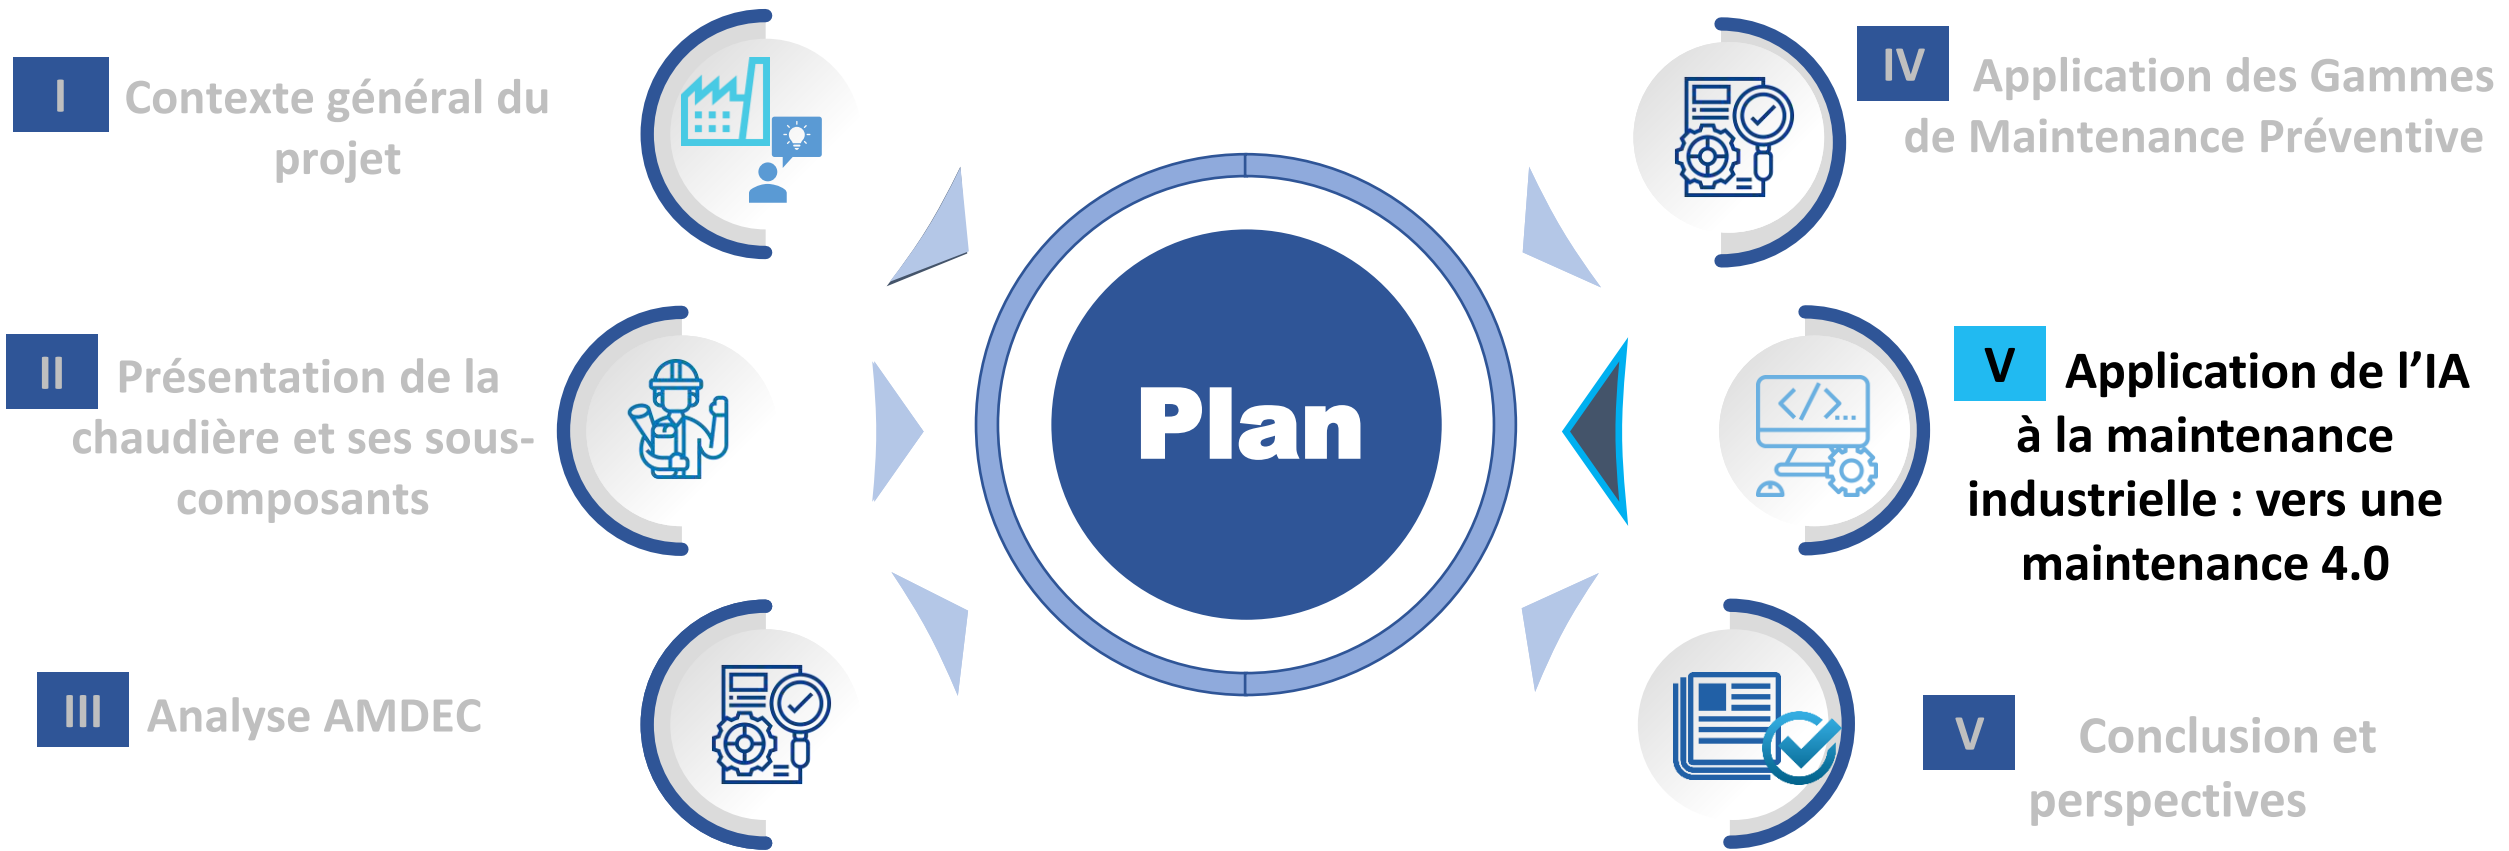 I
Contexte général du
projet
II
Présentation de la
chaudière et ses sous-
composants
III
Analyse ANDEC
Plan
IV
Application des Gammes
de Maintenance Préventive
V
Application de l’IA
à la maintenance
industrielle : vers une
maintenance 4.0
V
Conclusion et
perspectives